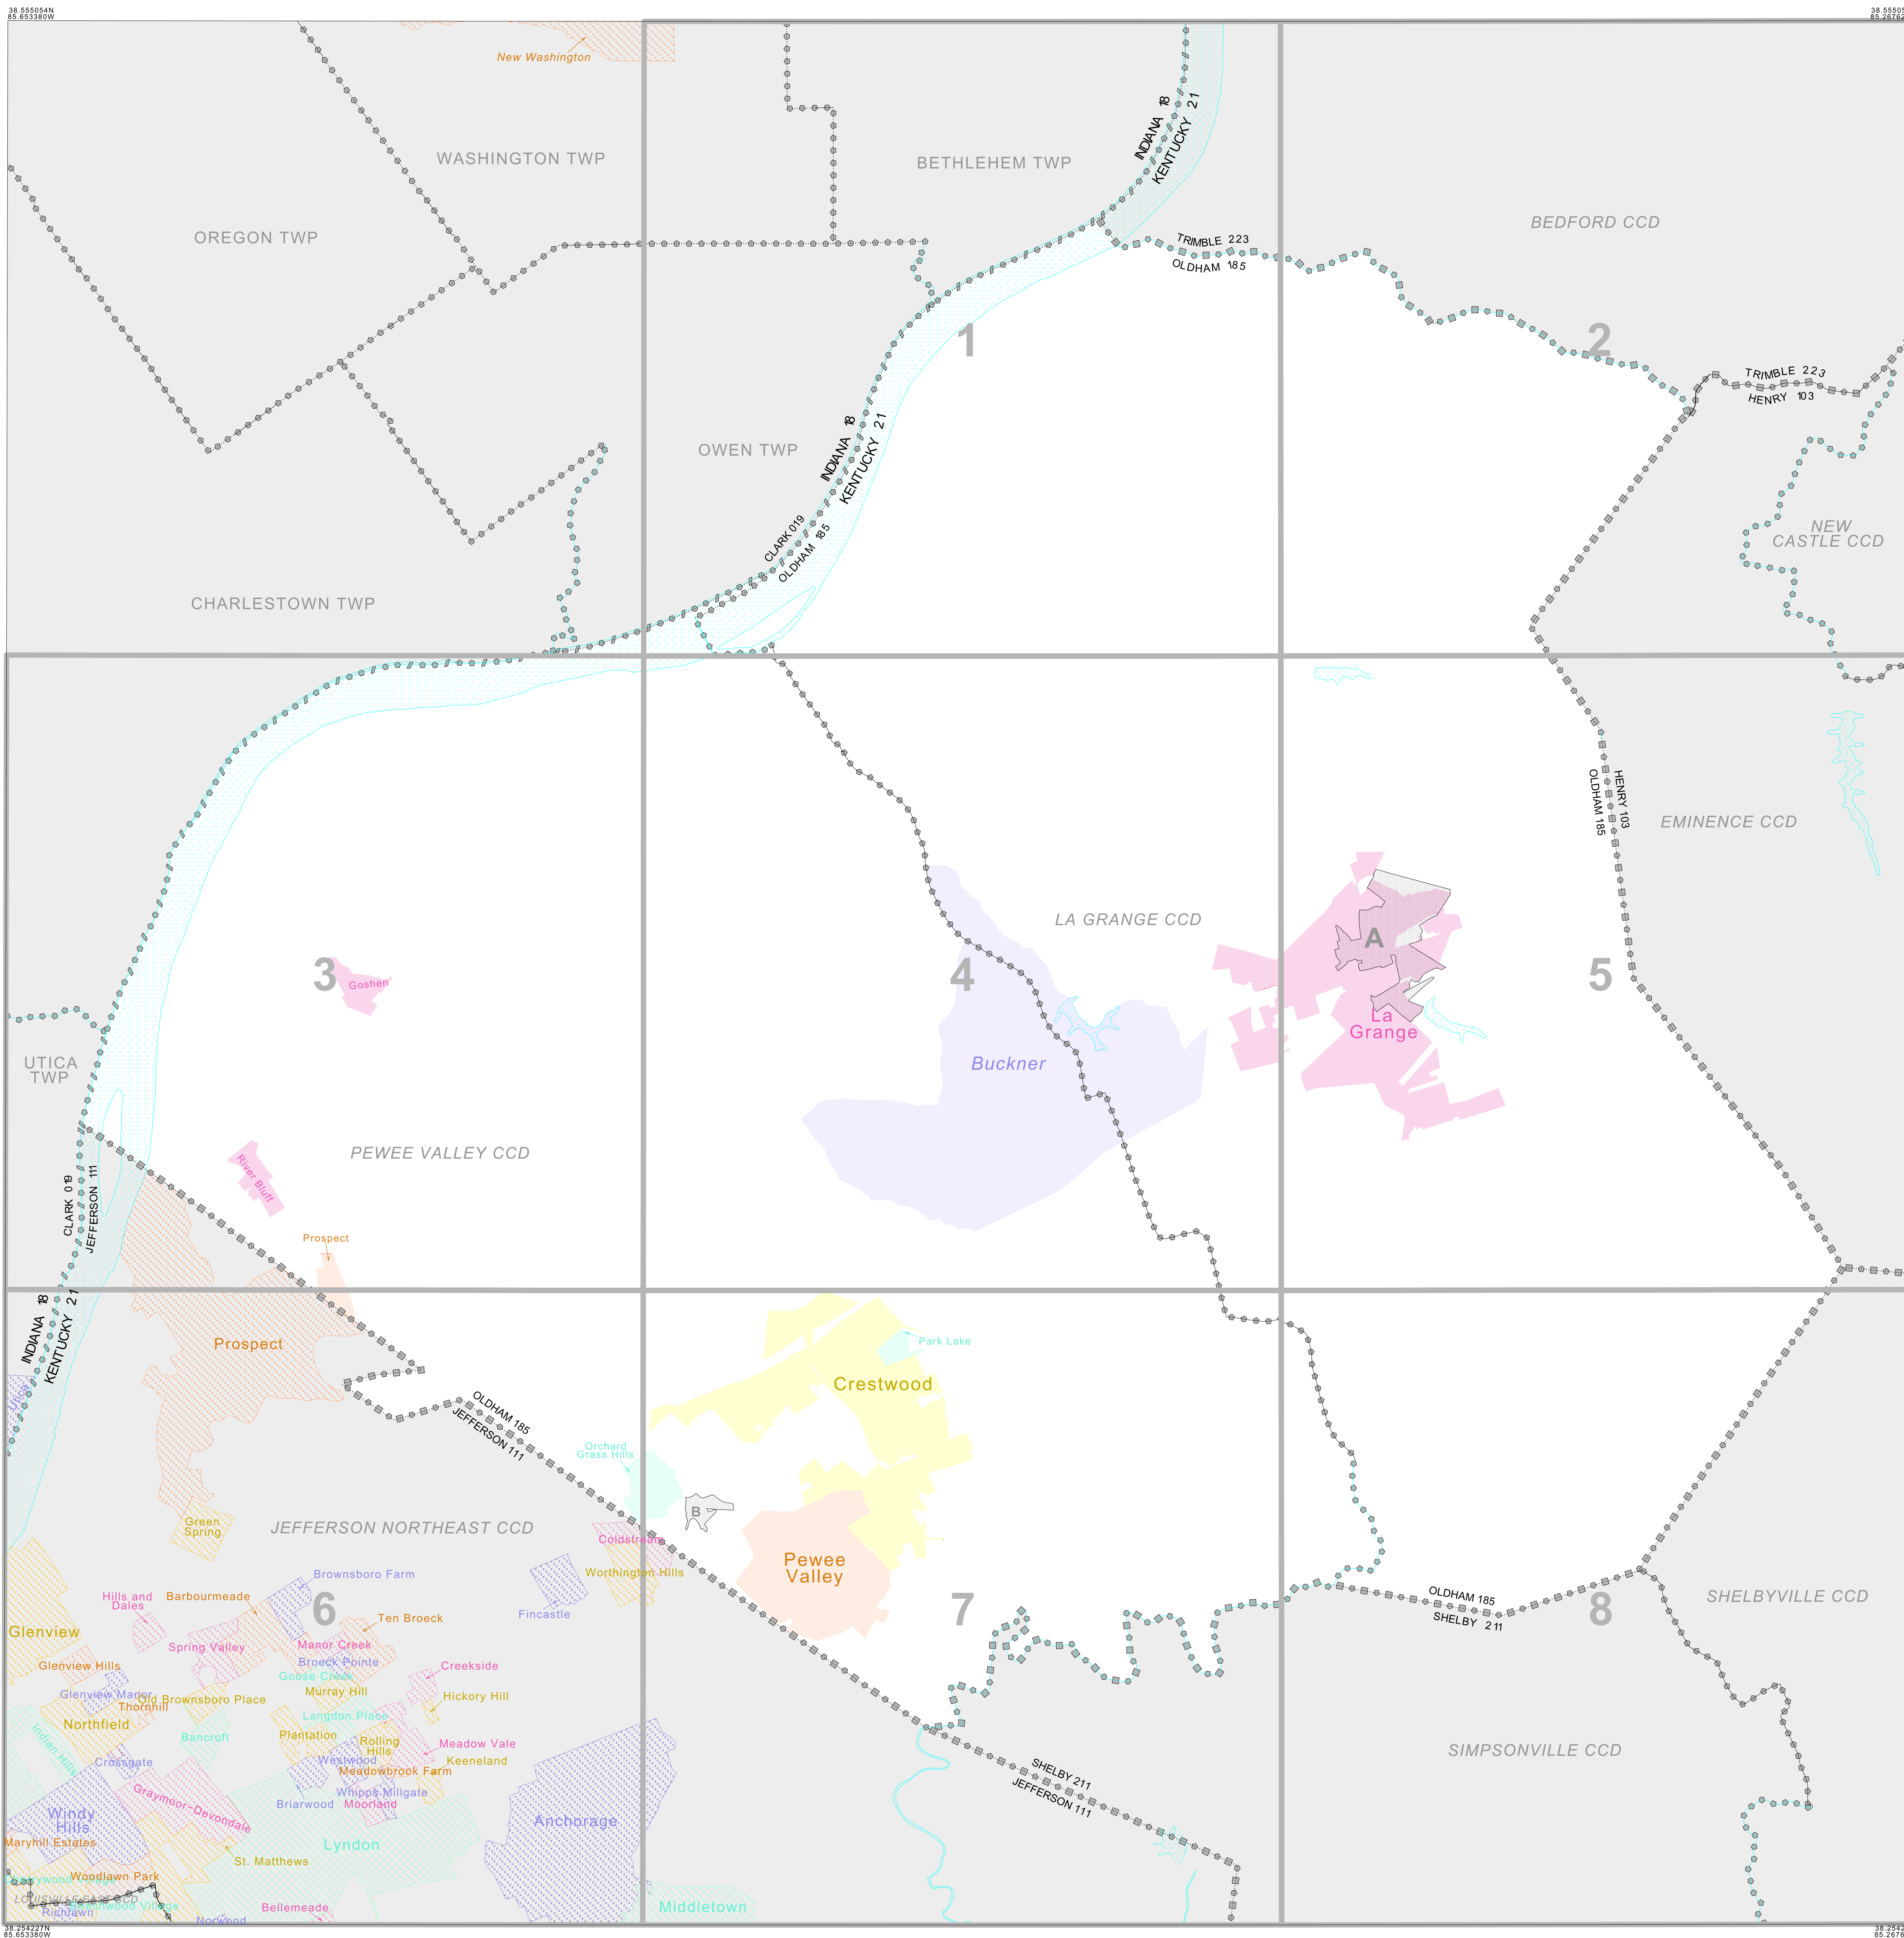 38.555054N
85.653380W
38.55505
85.26762
New Washington
INDIANA 18
KENTUCKY 21
WASHINGTON TWP
BETHLEHEM TWP
OREGON TWP
BEDFORD CCD
TRIMBLE 223
OLDHAM 185
1
2
TRIMBLE 223
HENRY 103
OWEN TWP
INDIANA 18
KENTUCKY 21
CLARK 019
OLDHAM 185
NEW
CASTLE CCD
CHARLESTOWN TWP
HENRY 103
OLDHAM 185
EMINENCE CCD
LA GRANGE CCD
A
3
Goshen
4
5
La
Grange
UTICA
TWP
Buckner
PEWEE VALLEY CCD
River Bluff
CLARK 019
JEFFERSON 111
Prospect
INDIANA 18
KENTUCKY 21
Prospect
Park Lake
Crestwood
Utica
OLDHAM 185
JEFFERSON 111
Orchard
Grass Hills
B
Green
Spring
JEFFERSON NORTHEAST CCD
Coldstream
Pewee
Valley
Worthington Hills
Brownsboro Farm
Hills and
Dales
Barbourmeade
6
Fincastle
7
8
OLDHAM 185
SHELBY 211
SHELBYVILLE CCD
Ten Broeck
Glenview
Spring Valley
Manor Creek
Broeck Pointe
Glenview Hills
Goose Creek
Creekside
Glenview Manor
Old Brownsboro Place
Murray Hill
Hickory Hill
Thornhill
Langdon Place
Northfield
Bancroft
Plantation
Rolling
Hills
Meadow Vale
Indian Hills
Crossgate
Westwood
Keeneland
Meadowbrook Farm
SIMPSONVILLE CCD
SHELBY 211
JEFFERSON 111
Graymoor-Devondale
Briarwood
Whipps Millgate
Moorland
Windy
Hills
Anchorage
Maryhill Estates
Lyndon
St. Matthews
Woodlawn Park
LOUISVILLE EAST CCD
Beechwood Village
Richlawn
Norwood
Bellemeade
Middletown
38.254227N
85.653380W
38.2542
85.2676